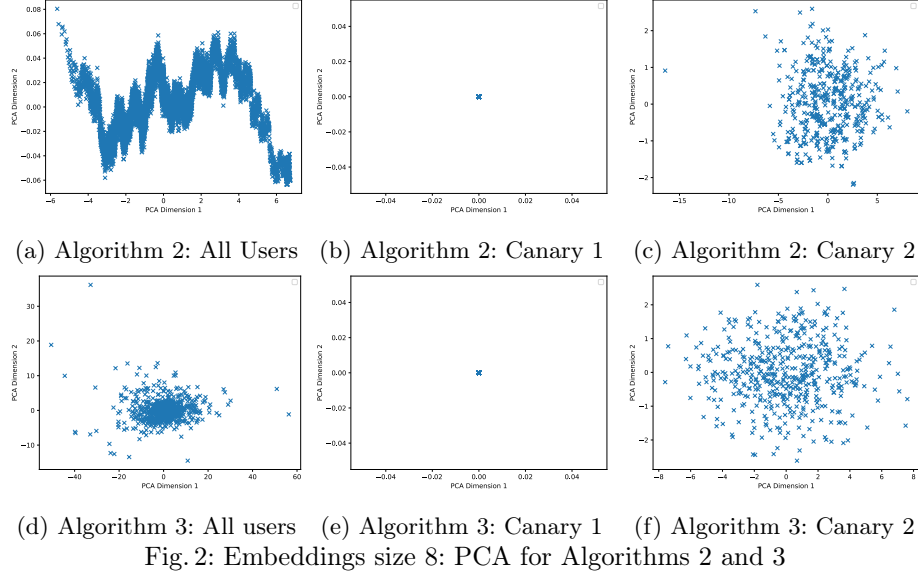 0.08
0.06
0.04
0.02
0.00
−0.02
−0.04
−0.06
PCA Dimension 2
−6 −4 −2 0 2 4 6
PCA Dimension 1
0.04
0.02
0.00
−0.02
−0.04
PCA Dimension 2
−0.04 −0.02 0.00 0.02 0.04
PCA Dimension 1
2
1
0
−1
−2
PCA Dimension 2
−15 −10 −5 0 5
PCA Dimension 1
(a) Algorithm 2: All Users (b) Algorithm 2: Canary 1 (c) Algorithm 2: Canary 2
30
20
10
0
−10
PCA Dimension 2
−40 −20 0 20 40 60
PCA Dimension 1
0.04
0.02
0.00
−0.02
−0.04
PCA Dimension 2
−0.04 −0.02 0.00 0.02 0.04
PCA Dimension 1
2
1
0
−1
−2
PCA Dimension 2
−8 −6 −4 −2 0 2 4 6 8
PCA Dimension 1
(d) Algorithm 3: All users (e) Algorithm 3: Canary 1 (f) Algorithm 3: Canary 2
Fig. 2: Embeddings size 8: PCA for Algorithms 2 and 3